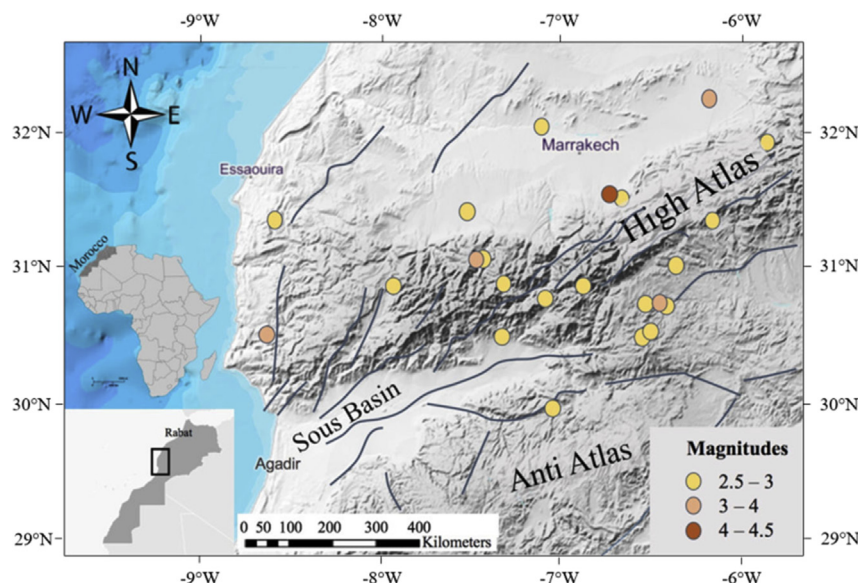 -9°W -8°W -7°W -6°W
N
W E
S
32°N 32°N
Marrakech
Essaouira
High Atlas
Morocco
31°N 31°N
30°N 30°N
Sous Basin
Rabat
Agadir
Anti Atlas
Magnitudes
2.5 – 3
3 – 4
4 – 4.5
0 50 100 200 300 400
Kilometers
29°N 29°N
-9°W -8°W -7°W -6°W